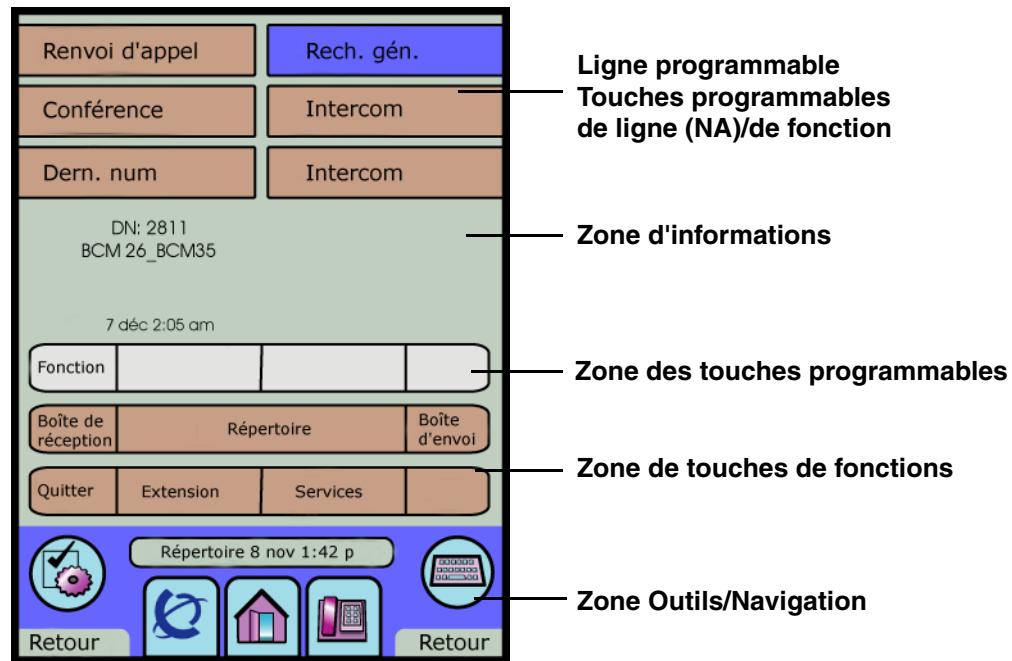 Renvoi d'appel
Rech. gén.
Conférence
Intercom
Dern. num
Intercom
DN: 2811
BCM 26_BCM35
7 déc 2:05 am
Fonction
Boîte de
réception
Répertoire
Boîte
d'envoi
Quitter
Extension
Services
Répertoire 8 nov 1:42 p
Retour
Retour
Ligne programmable
Touches programmables
de ligne (NA)/de fonction
Zone d'informations
Zone des touches programmables
Zone de touches de fonctions
Zone Outils/Navigation